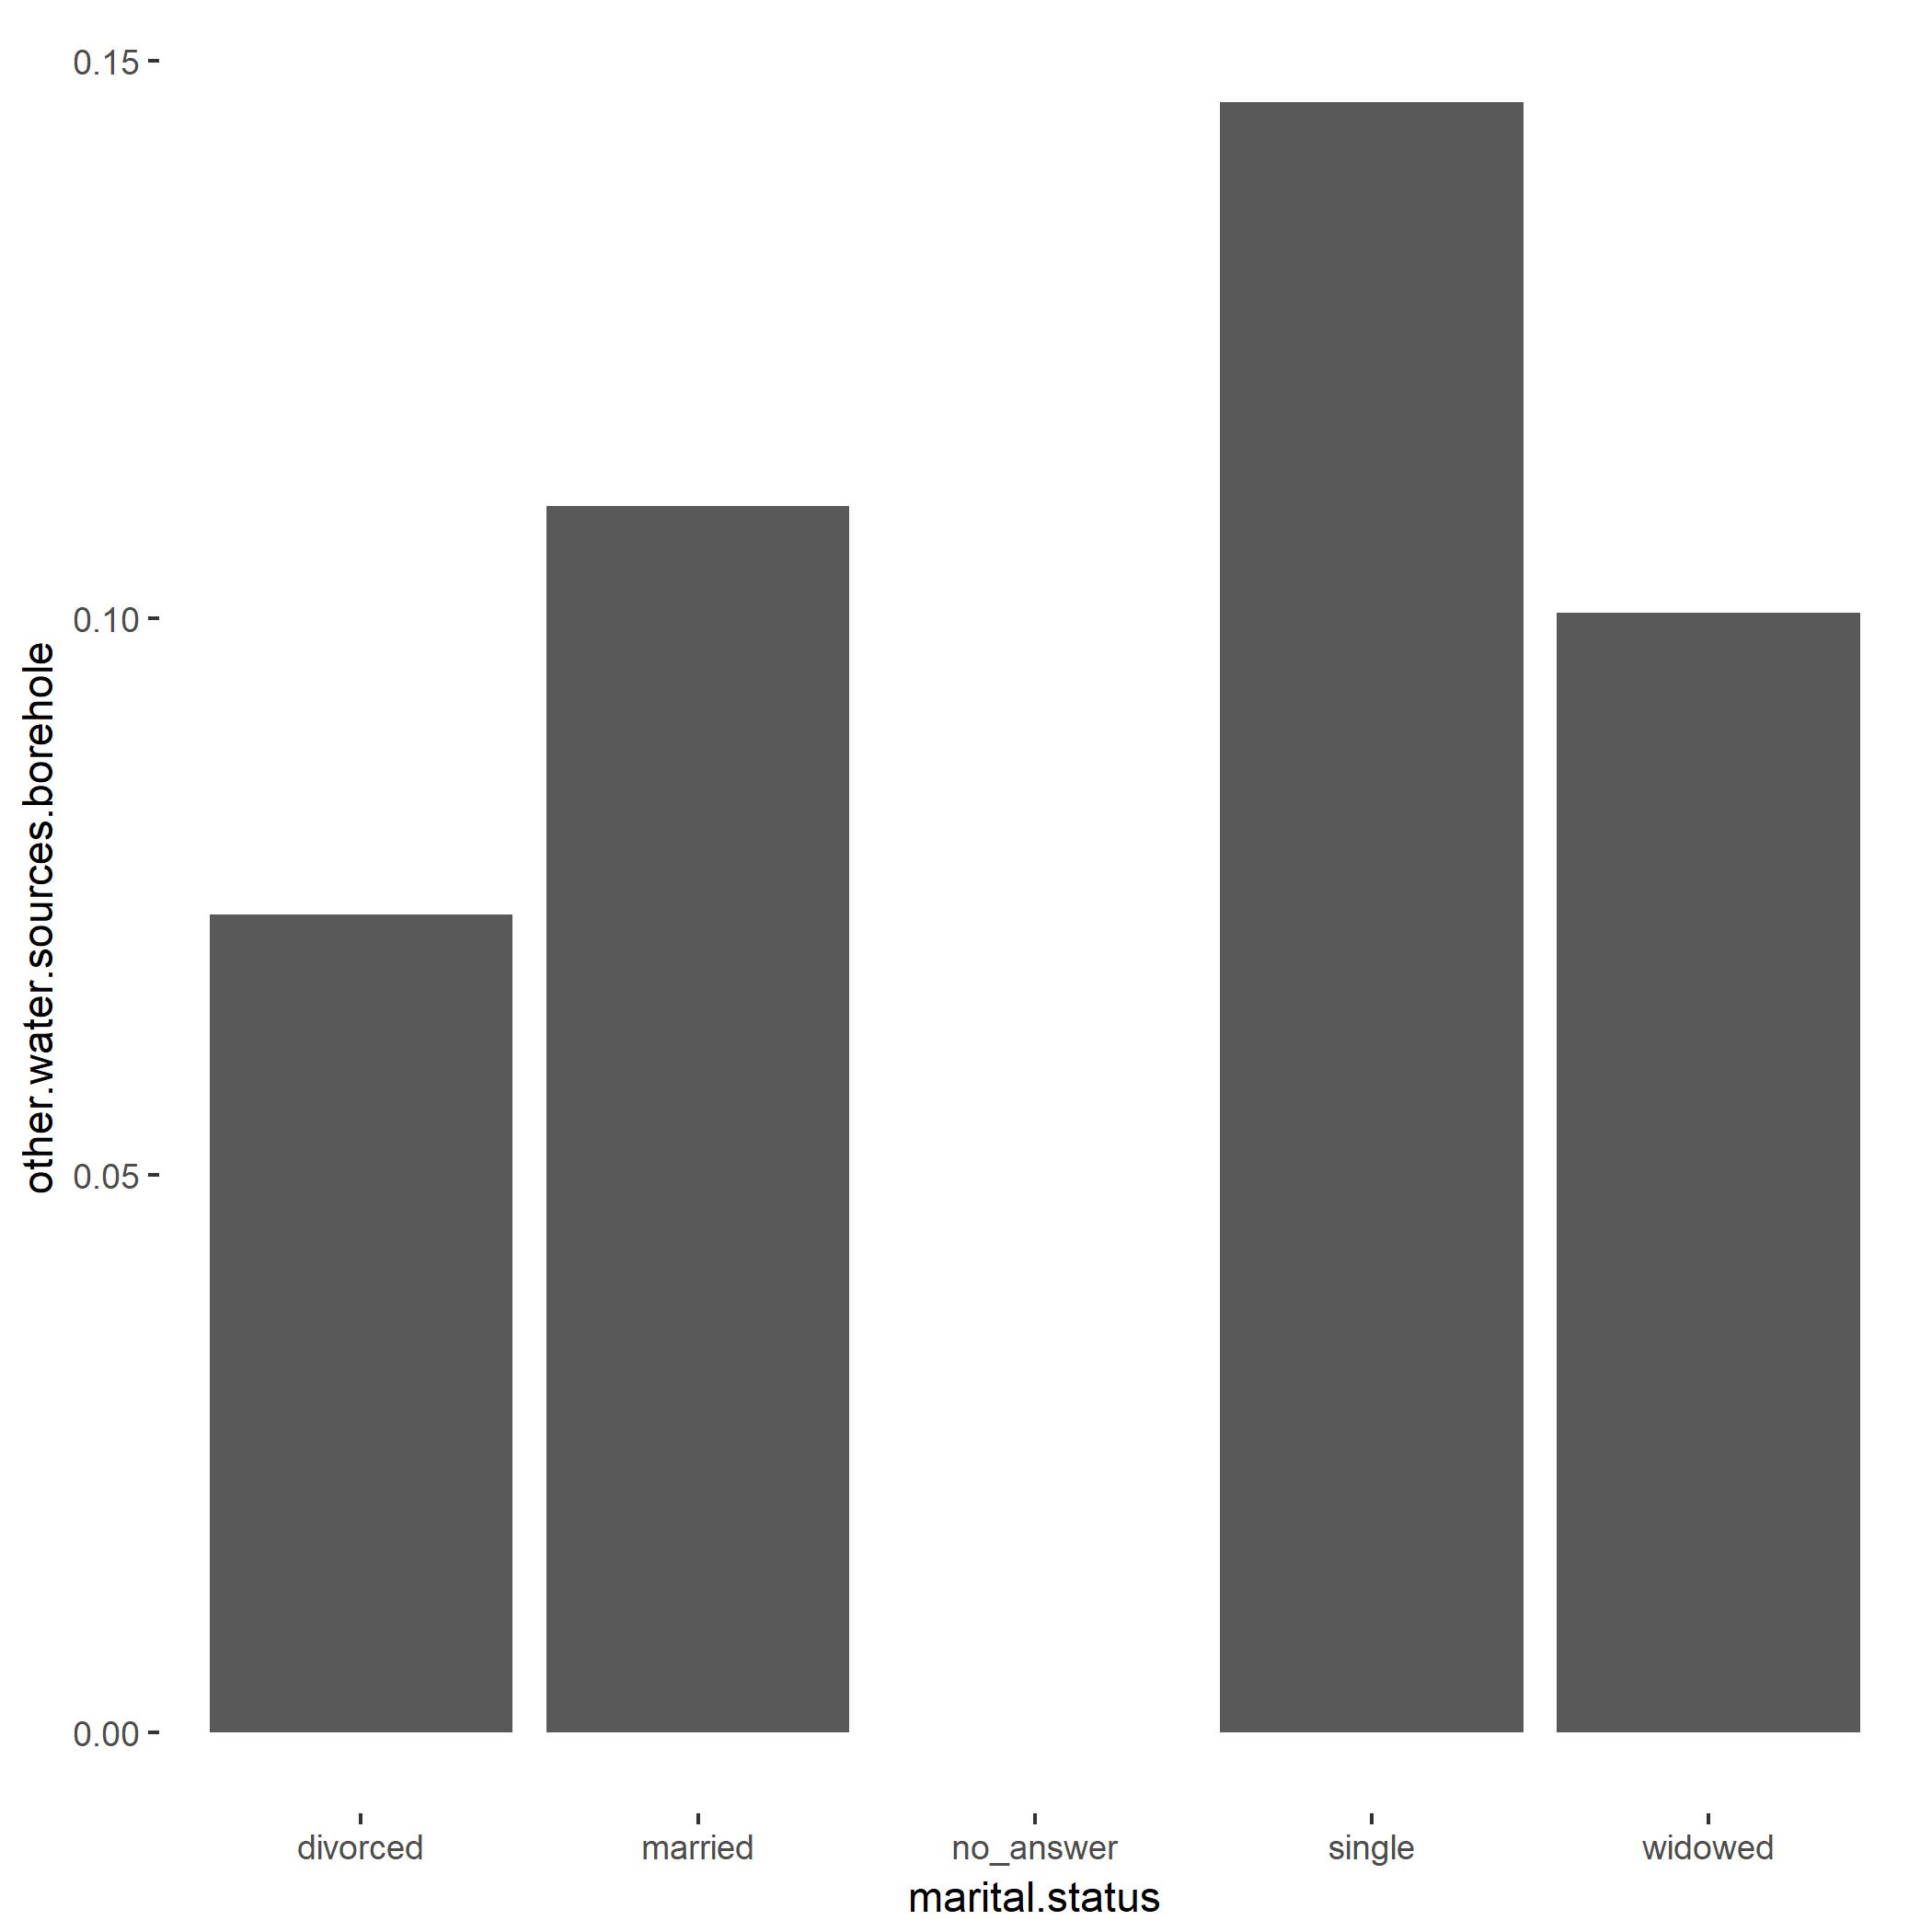 0.15
0.10
0.05
0.00
other.water.sources.borehole
divorced
married
no_answer
single
widowed
marital.status